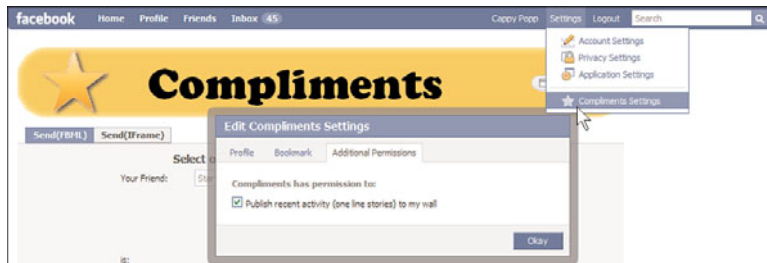 facebook Home Profile Friends Inbox 45 Cappy Popp Settings Logout Search
Account Settings
Privacy Settings
Application Settings
Compliments Settings
Compliments
Send(FBML) Send(IFrame)
Edit Compliments Settings
Profile Bookmark Additional Permissions
Select
Your Friend:
Compliments has permission to:
Publish recent activity (one line stories) to my wall
Okay
is: